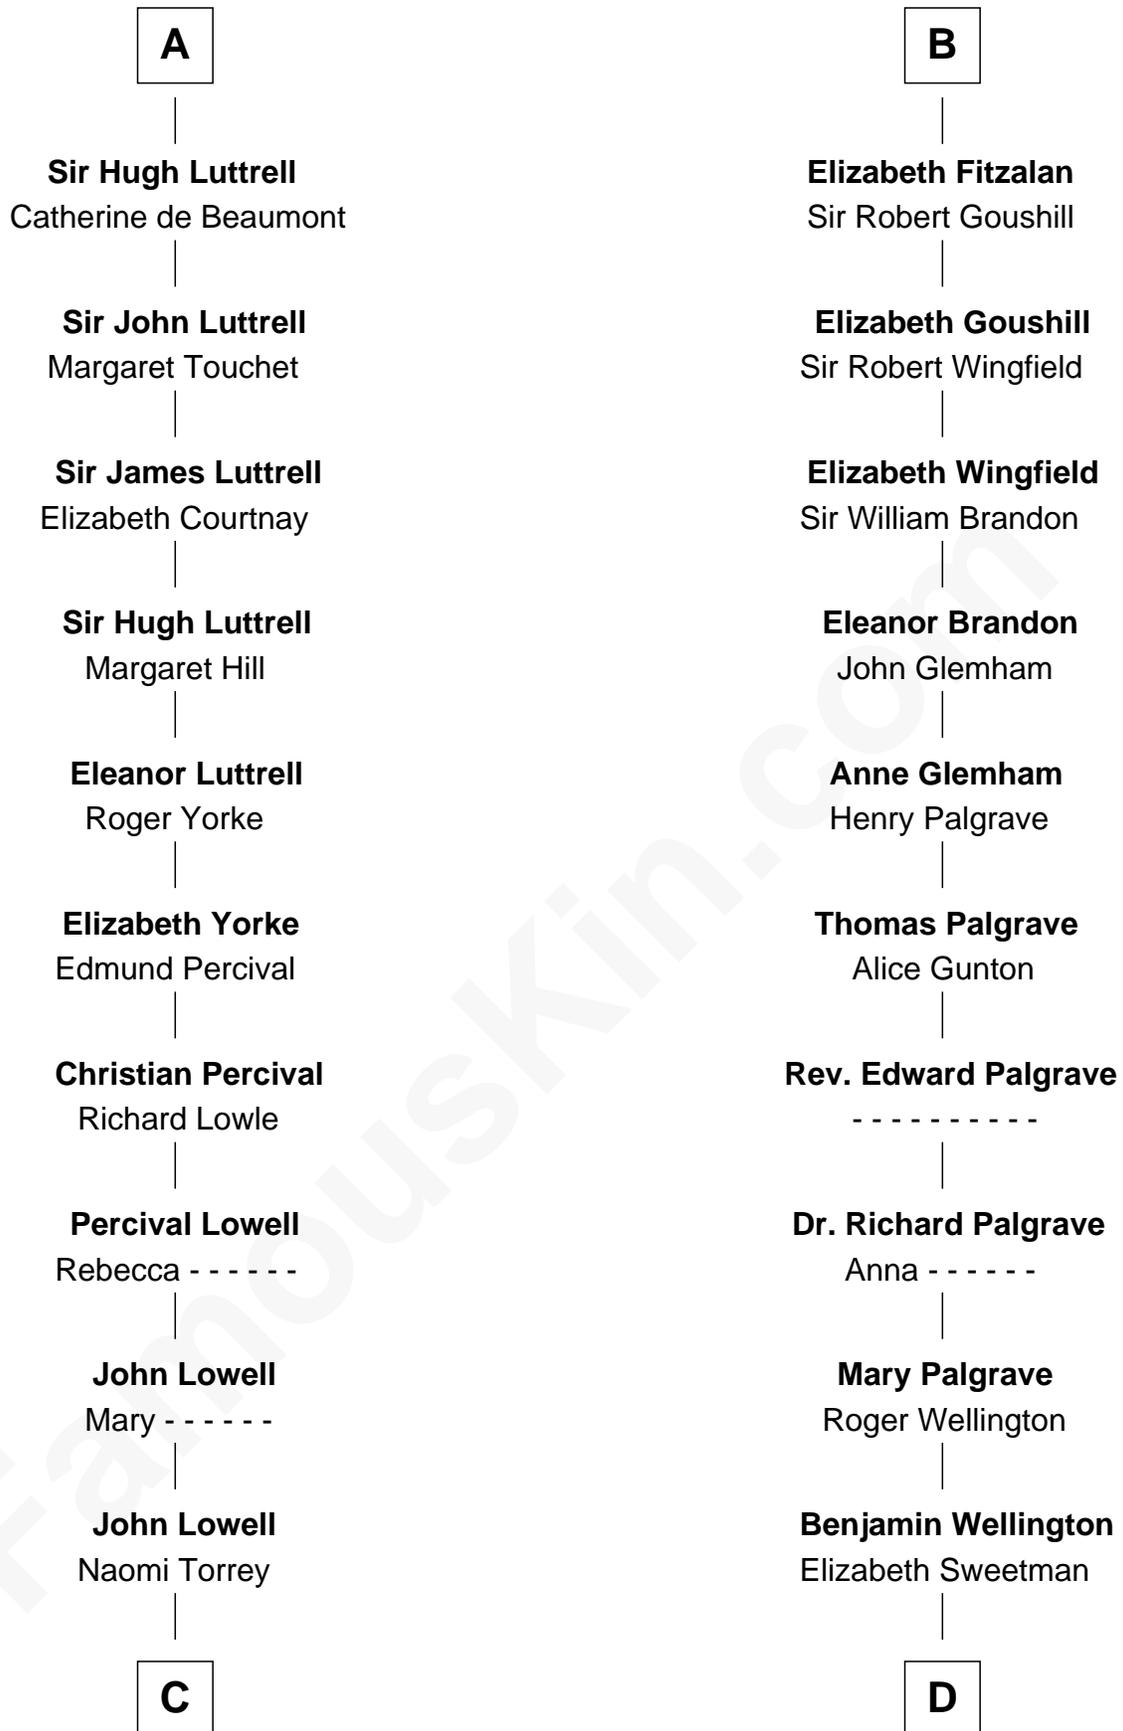 A
Sir Hugh Luttrell
Catherine de Beaumont
Sir John Luttrell
Margaret Touchet
Sir James Luttrell
Elizabeth Courtnay
Sir Hugh Luttrell
Margaret Hill
Eleanor Luttrell
Roger Yorke
Elizabeth Yorke
Edmund Percival
Christian Percival
Richard Lowle
Percival Lowell
Rebecca - - - - - -
John Lowell
Mary - - - - - -
John Lowell
Naomi Torrey
C
B
Elizabeth Fitzalan
Sir Robert Goushill
Elizabeth Goushill
Sir Robert Wingfield
Elizabeth Wingfield
Sir William Brandon
Eleanor Brandon
John Glemham
Anne Glemham
Henry Palgrave
Thomas Palgrave
Alice Gunton
Rev. Edward Palgrave
- - - - - - - - - -
Dr. Richard Palgrave
Anna - - - - - -
Mary Palgrave
Roger Wellington
Benjamin Wellington
Elizabeth Sweetman
D
FamousKin.com